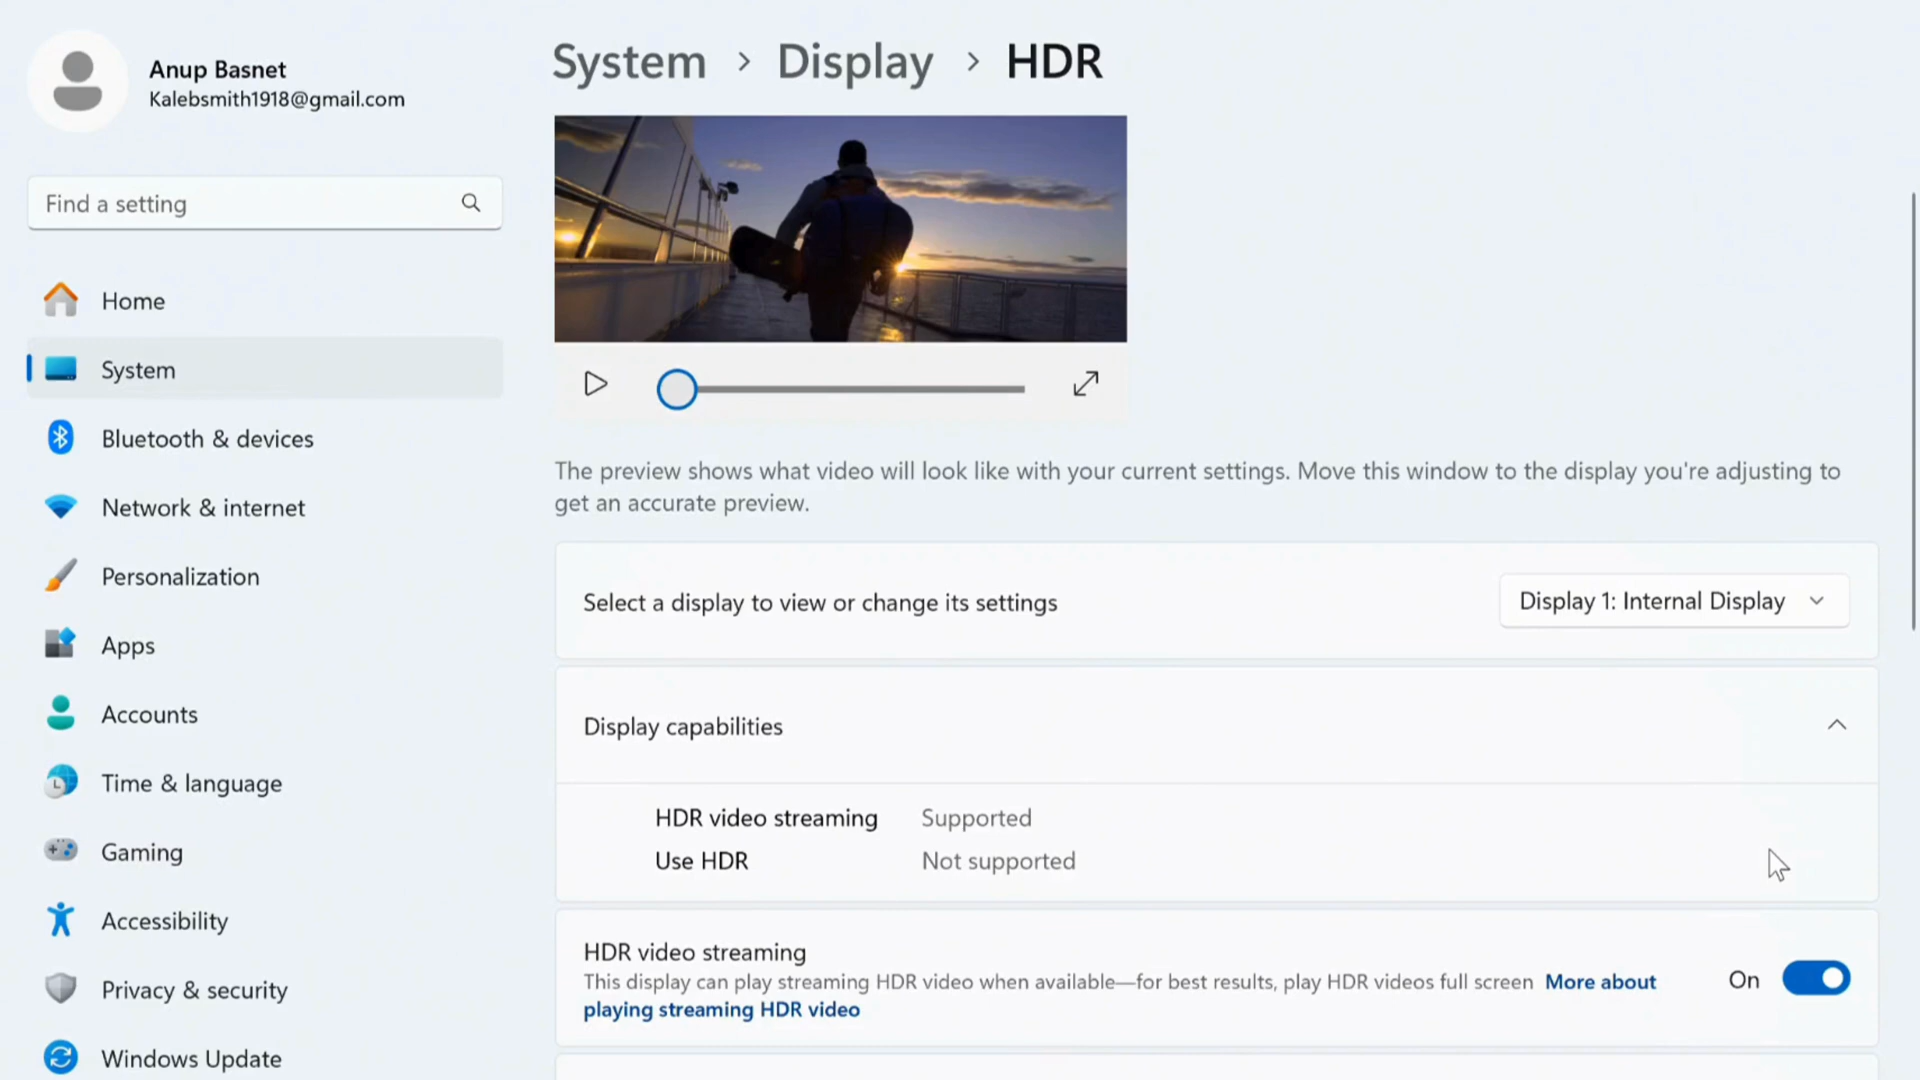 Anup Basnet
Kalebsmith1918@gmail.com
Find a setting
Home
System
Bluetooth & devices
Network & internet
Personalization
Apps
Accounts
Time & language
Gaming
Accessibility
Privacy & security
Windows Update
System > Display > HDR
The preview shows what video will look like with your current settings. Move this window to the display you're adjusting to
get an accurate preview.
Select a display to view or change its settings
Display 1: Internal Display
Display capabilities
HDR video streaming Supported
Use HDR Not supported
HDR video streaming
This display can play streaming HDR video when available—for best results, play HDR videos full screen More about
playing streaming HDR video
On